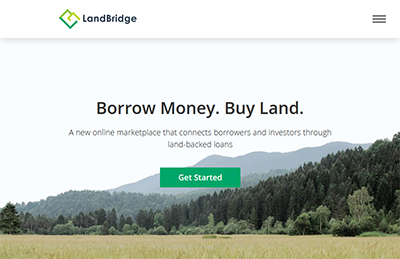 LandBridge
Borrow Money. Buy Land.
A new online marketplace that connects borrowers and investors through
land-backed loans
Get Started